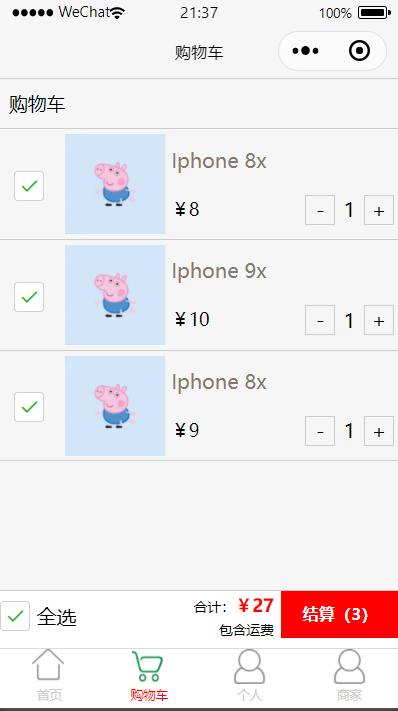 WeChat 21:37 100%
购物车
购物车
Iphone 8x
¥8 - 1 +
Iphone 9x
¥10 - 1 +
Iphone 8x
¥9 - 1 +
全选 合计：¥27 结算（3）
包含运费
首页 购物车 个人 商家